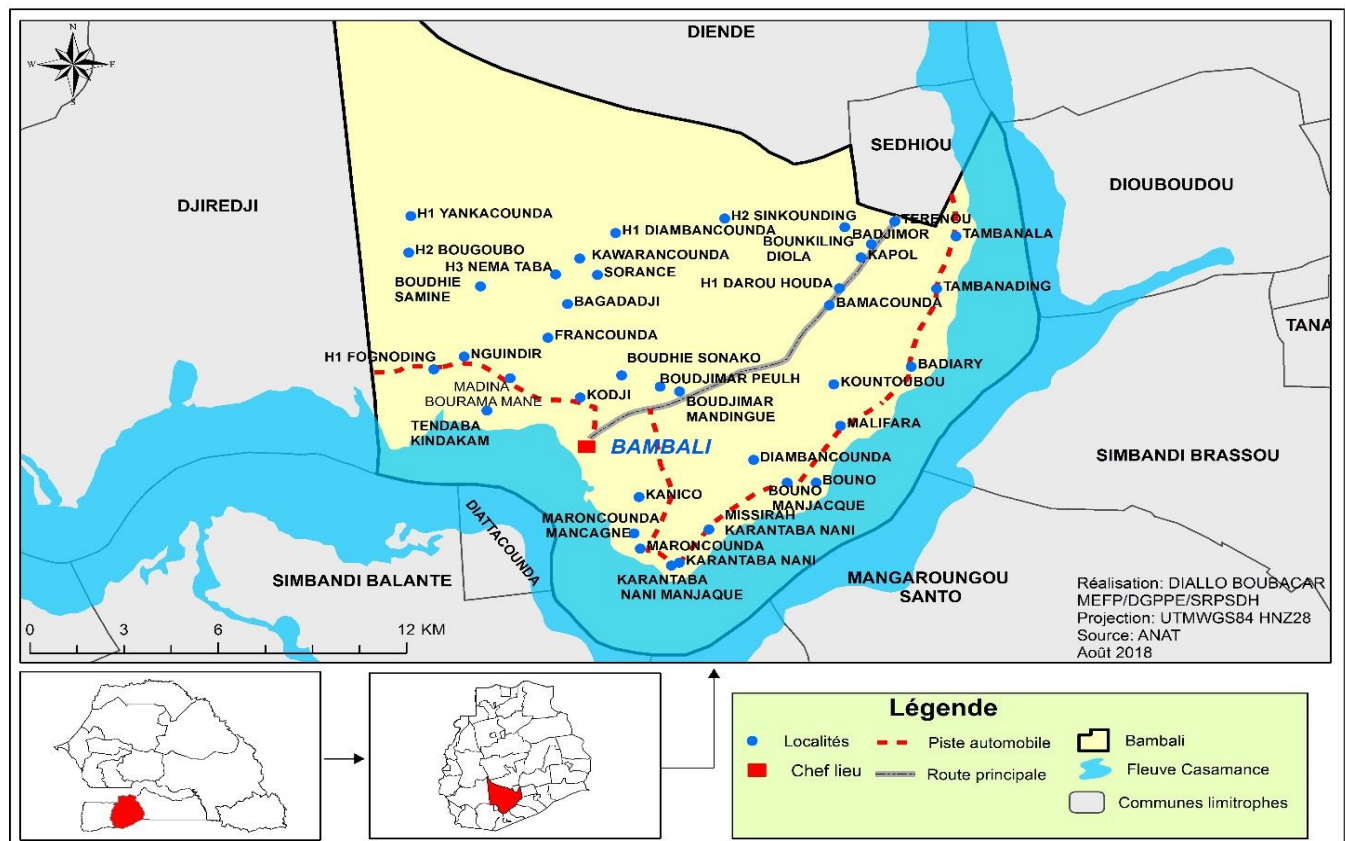 DIENDE
N
W
E
S
SEDHIOU
DIOUBOUDOU
DJIREDJI
H1 YANKACOUNDA
H2 SINKOUNDING
TERENOU
H1 DIAMBANCOUNDA
BADJIMOR
TAMBANALA
BOUNKILING
DIOLA
H2 BOUGOUBO
KAWARANCOUNDA
KAPOL
H3 NEMA TABA
SORANCE
BOUDHIE
SAMINE
H1 DAROU HOUDA
TAMBANADING
BAGADADJI
BAMACOUNDA
TANA
FRANCOUNDA
H1 FOGNODING
NGUINDIR
BOUDHIE SONAKO
BADIARY
MADINA
BOURAMA MANE
KODJI
BOUDJIMAR PEULH
KOUNTOUBOU
BOUDJIMAR
MANDINGUE
TENDABA
KINDAKAM
MALIFARA
BAMBALI
DIAMBANCOUNDA
SIMBANDI BRASSOU
BOUNO
BOUNO
MANJACQUE
KANICO
DIATTACOUNDA
MARONCOUNDA
MANCAGNE
MISSIRAH
KARANTABA NANI
MARONCOUNDA
KARANTABA NANI
KARANTABA
NANI MANJAQUE
SIMBANDI BALANTE
MANGAROUNGOU
SANTO
Réalisation: DIALLO BOUBACAR
MEFP/DGPPE/SRPSDH
Projection: UTMWGS84 HNZ28
Source: ANAT
Août 2018
0 3 6 12 KM
Légende
Localités
Piste automobile
Bambali
Chef lieu
Route principale
Fleuve Casamance
Communes limitrophes